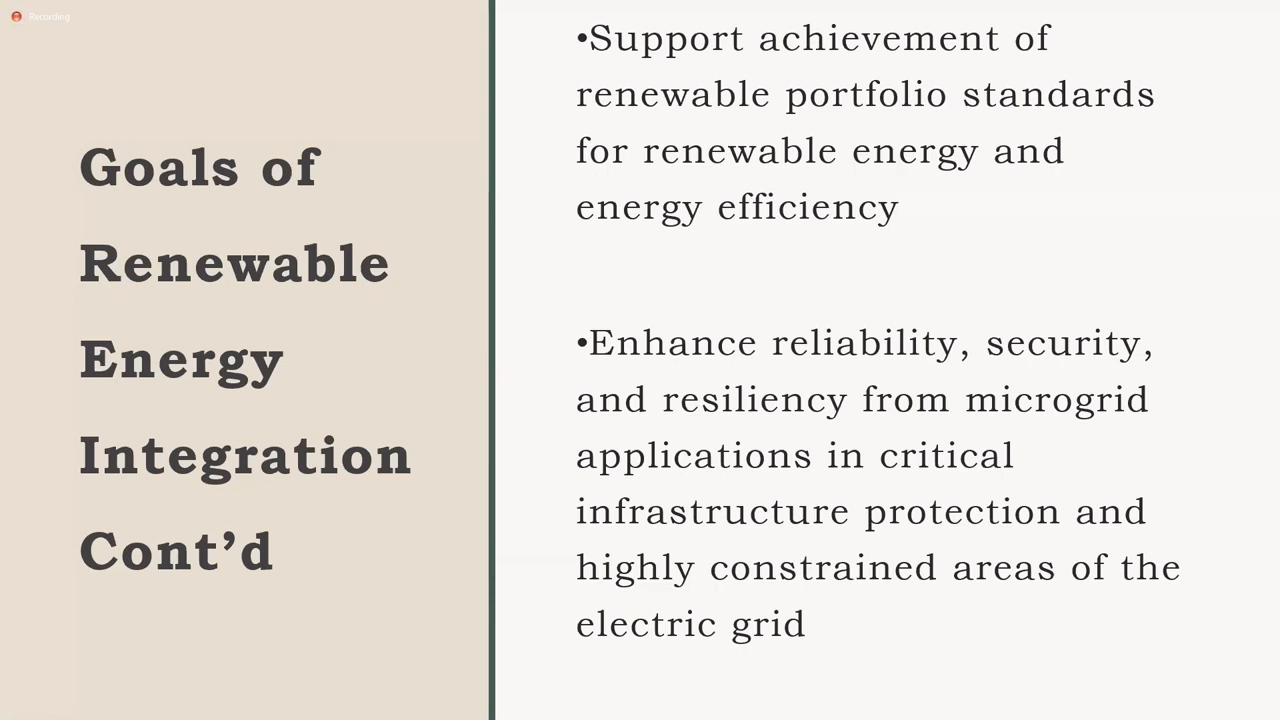 Recording
Goals of
Renewable
Energy
Integration
Cont’d
•Support achievement of
renewable portfolio standards
for renewable energy and
energy efficiency
•Enhance reliability, security,
and resiliency from microgrid
applications in critical
infrastructure protection and
highly constrained areas of the
electric grid